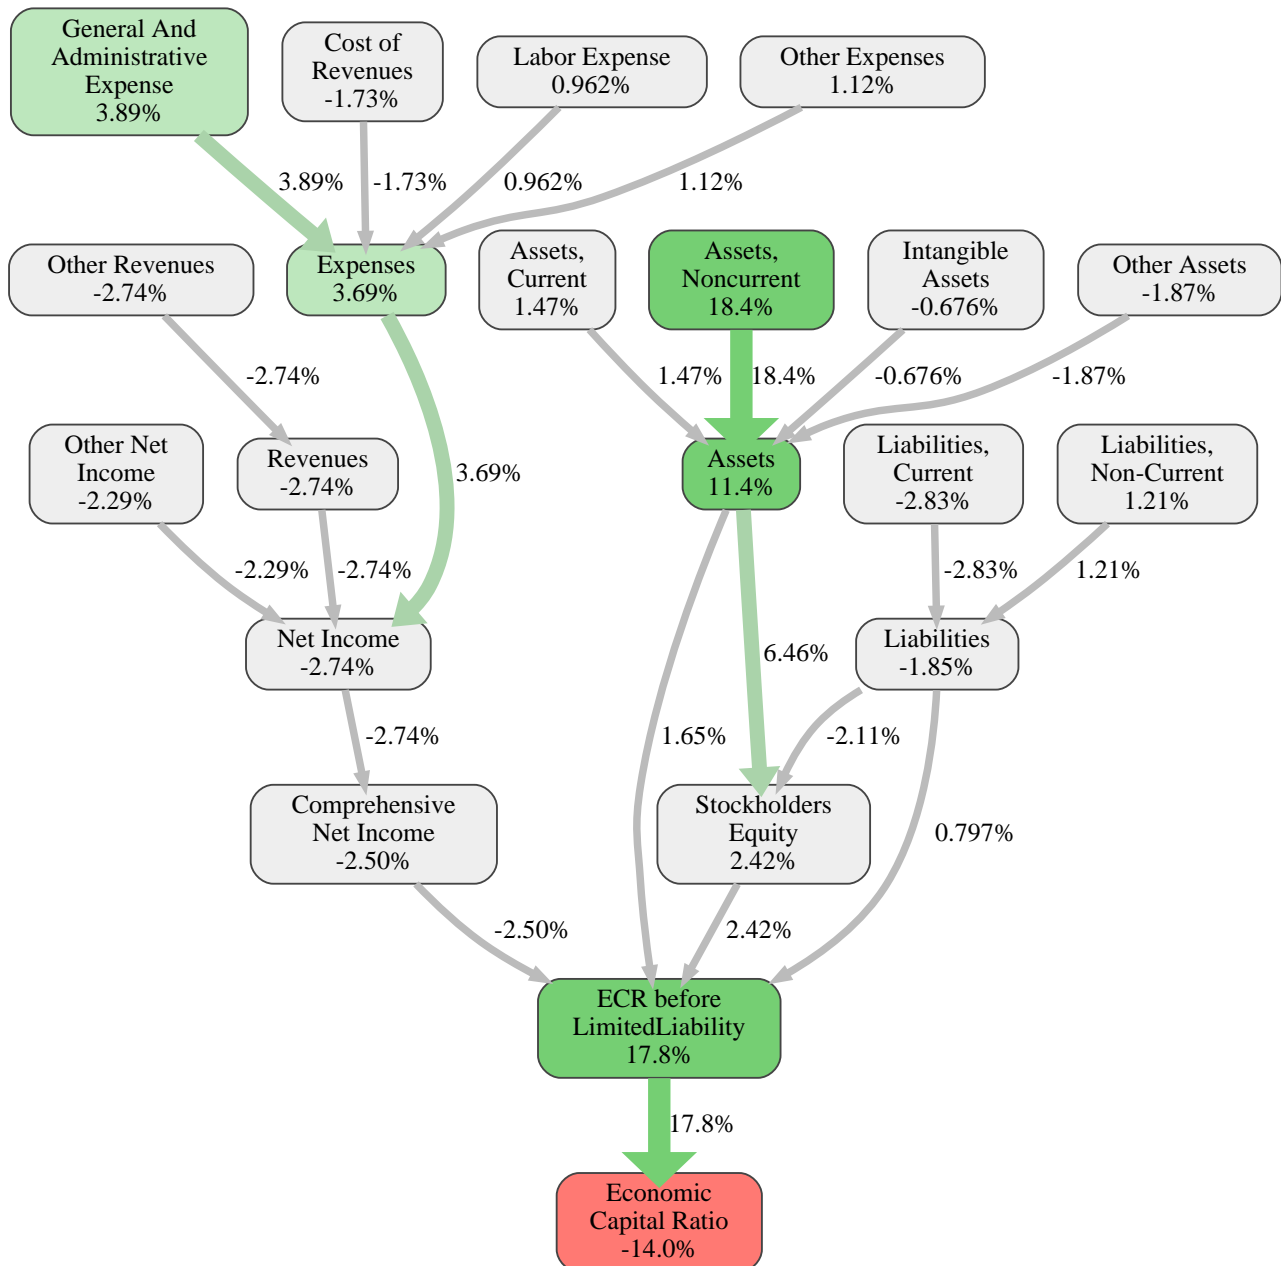 General And
Administrative
Expense
3.89%
Cost of
Revenues
-1.73%
Labor Expense
0.962%
Other Expenses
1.12%
3.89%
-1.73%
0.962%
1.12%
Other Revenues
-2.74%
Expenses
3.69%
Assets,
Current
1.47%
Assets,
Noncurrent
18.4%
Intangible
Assets
-0.676%
Other Assets
-1.87%
-2.74%
1.47%
18.4%
-0.676%
-1.87%
Other Net
Income
-2.29%
Revenues
-2.74%
3.69%
Assets
11.4%
Liabilities,
Current
-2.83%
Liabilities,
Non-Current
1.21%
-2.29%
-2.74%
-2.83%
1.21%
Net Income
-2.74%
6.46%
Liabilities
-1.85%
-2.74%
1.65%
-2.11%
Comprehensive
Net Income
-2.50%
Stockholders
Equity
2.42%
0.797%
-2.50%
2.42%
ECR before
LimitedLiability
17.8%
17.8%
Economic
Capital Ratio
-14.0%